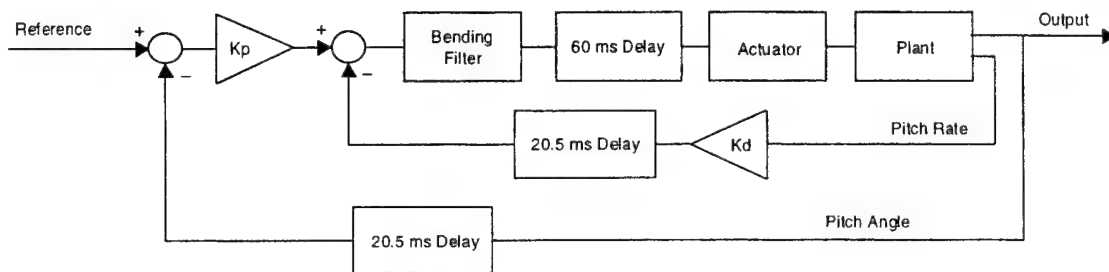 Reference
+
−
Kp
+
−
Bending
Filter
60 ms Delay
Actuator
Plant
Output
Pitch Rate
Kd
20.5 ms Delay
Pitch Angle
20.5 ms Delay